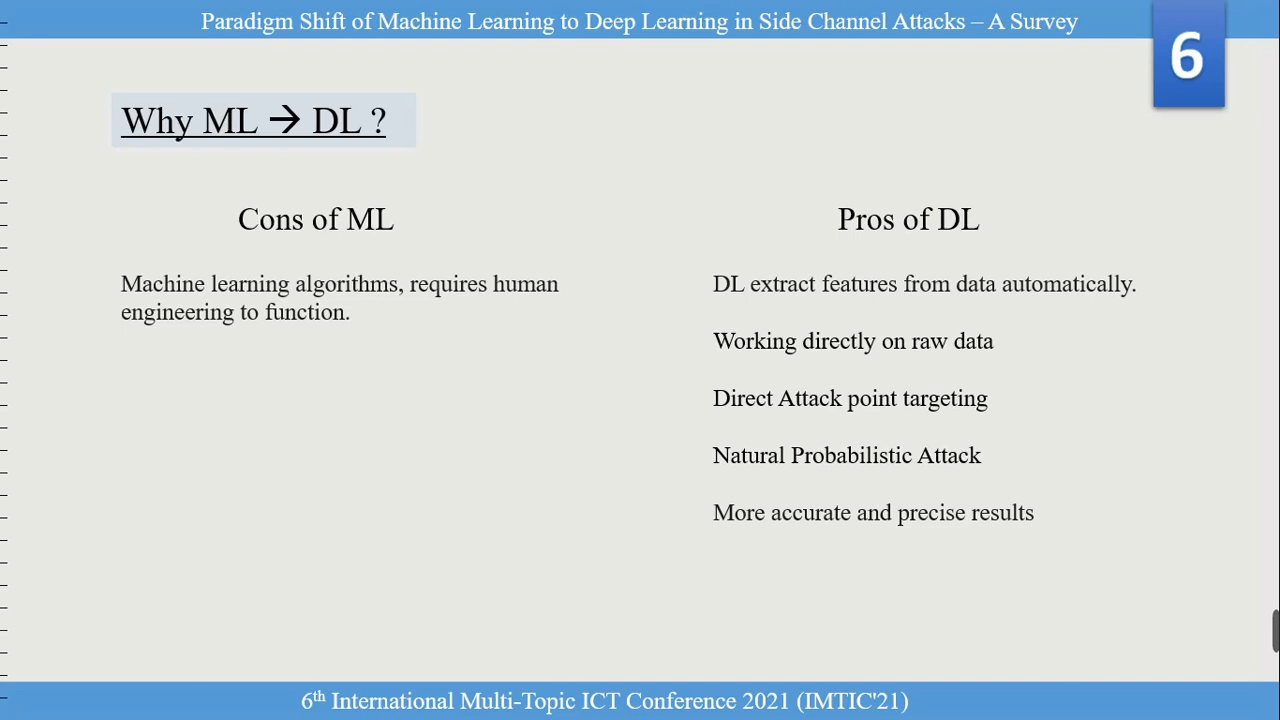 Paradigm Shift of Machine Learning to Deep Learning in Side Channel Attacks – A Survey
6
Why ML → DL ?
Cons of ML
Machine learning algorithms, requires human
engineering to function.
Pros of DL
DL extract features from data automatically.
Working directly on raw data
Direct Attack point targeting
Natural Probabilistic Attack
More accurate and precise results
6th International Multi-Topic ICT Conference 2021 (IMTIC'21)